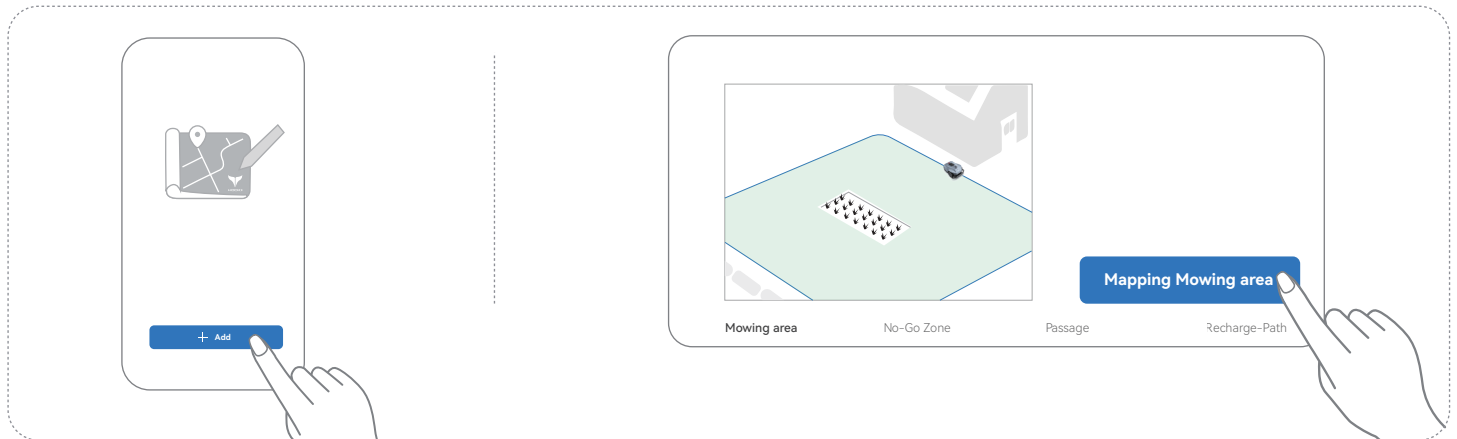 Add
Mapping Mowing area
Mowing area
No-Go Zone
Passage
Recharge-Path